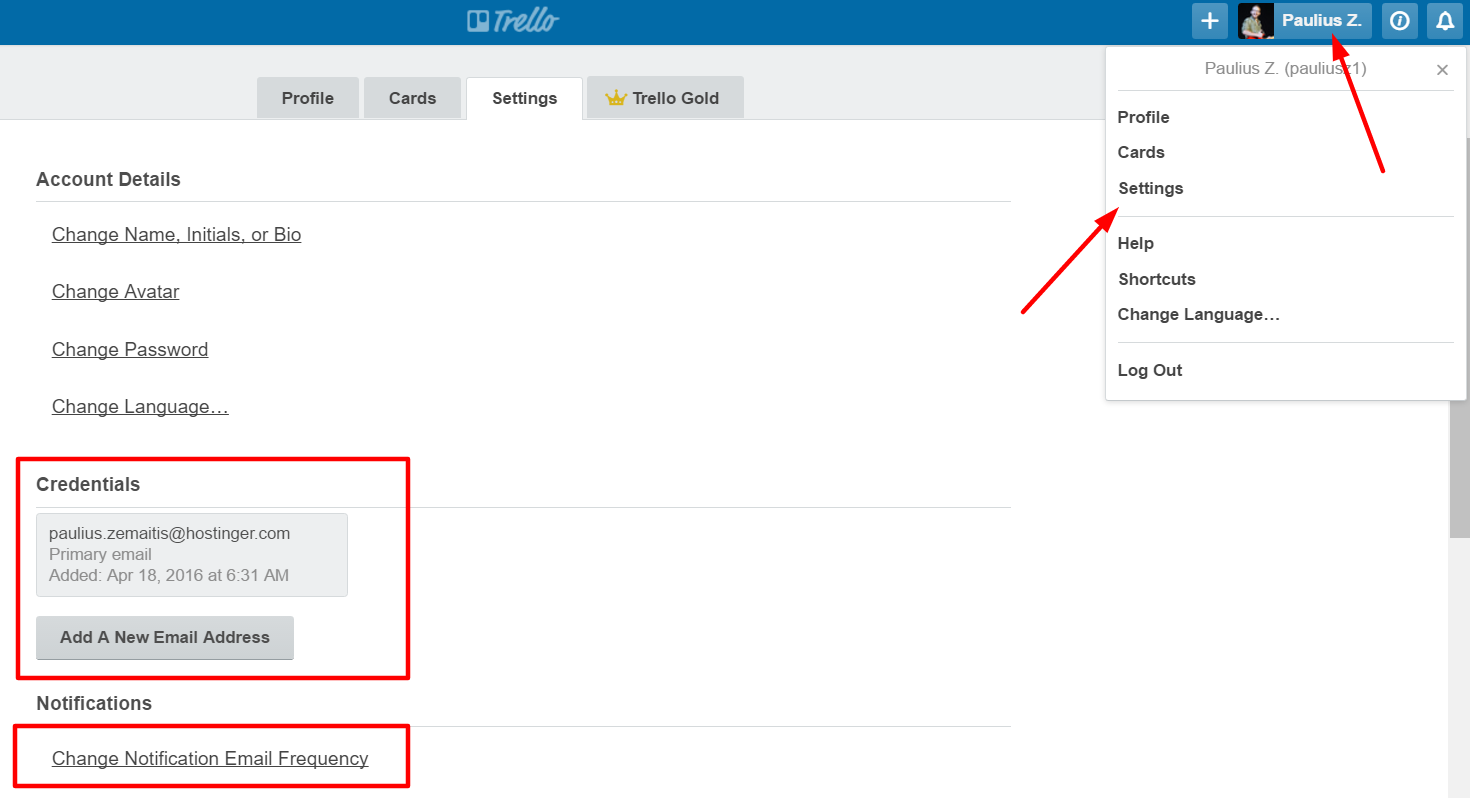 Trello
Paulius Z.
Paulius Z. (pauliusz1)
Profile
Cards
Settings
Help
Shortcuts
Change Language…
Log Out
Profile
Cards
Settings
Trello Gold
Account Details
Change Name, Initials, or Bio
Change Avatar
Change Password
Change Language…
Credentials
paulius.zemaitis@hostinger.com
Primary email
Added: Apr 18, 2016 at 6:31 AM
Add A New Email Address
Notifications
Change Notification Email Frequency